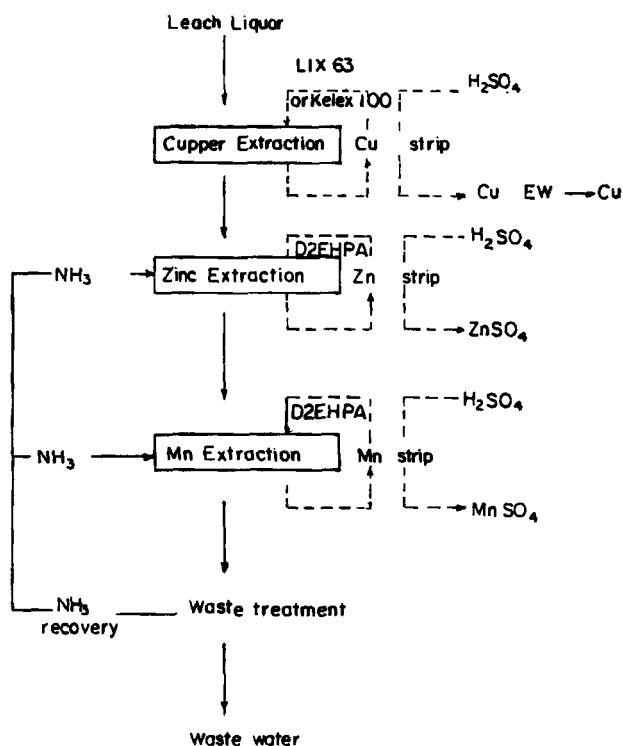 Leach Liquor
LIX 63
orKelex 100
H₂SO₄
Cupper Extraction
Cu strip
Cu EW Cu
D2EHPA
H₂SO₄
NH₃
Zinc Extraction
Zn strip
ZnSO₄
D2EHPA
H₂SO₄
NH₃
Mn Extraction
Mn strip
MnSO₄
NH₃
recovery
Waste treatment
Waste water